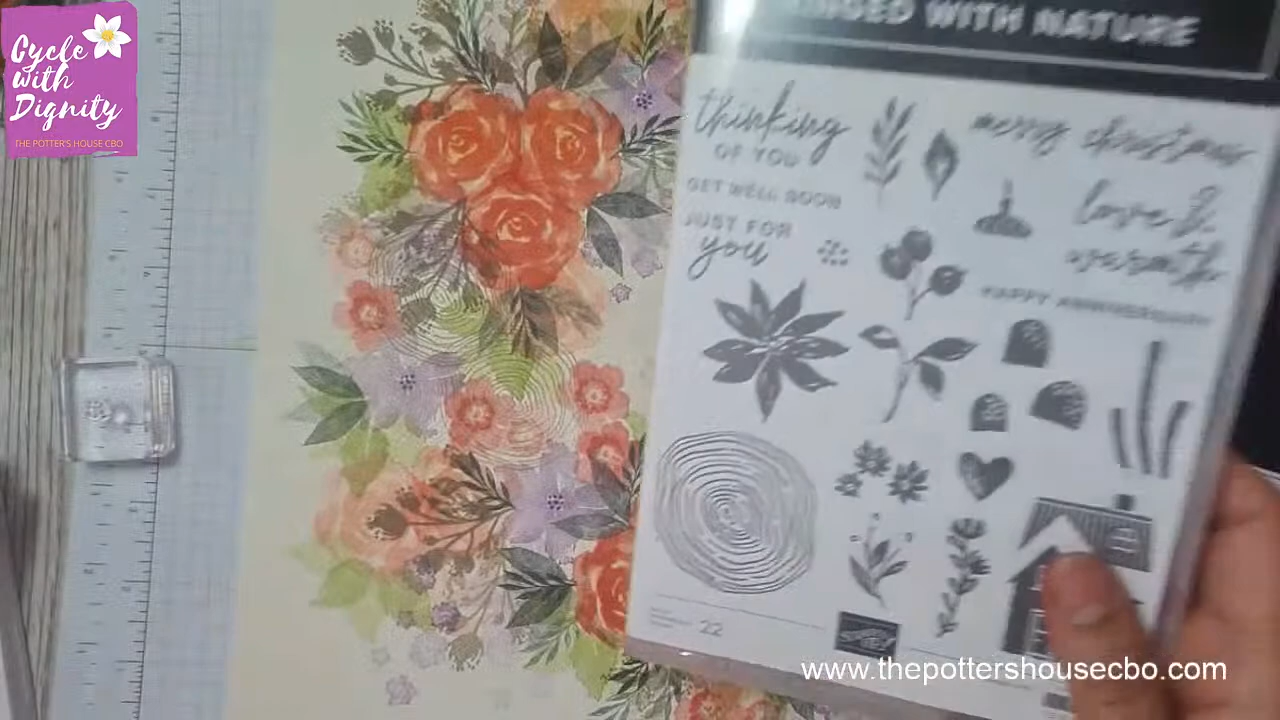 Cycle
with
Dignity
THE POTTER'S HOUSE CBO
WITH NATURE
thinking
OF YOU
GET WELL SOON
JUST FOR
you
merry christmas
love &
warmth
HAPPY ANNIVERSARY
22
www.thepottershousecbo.com